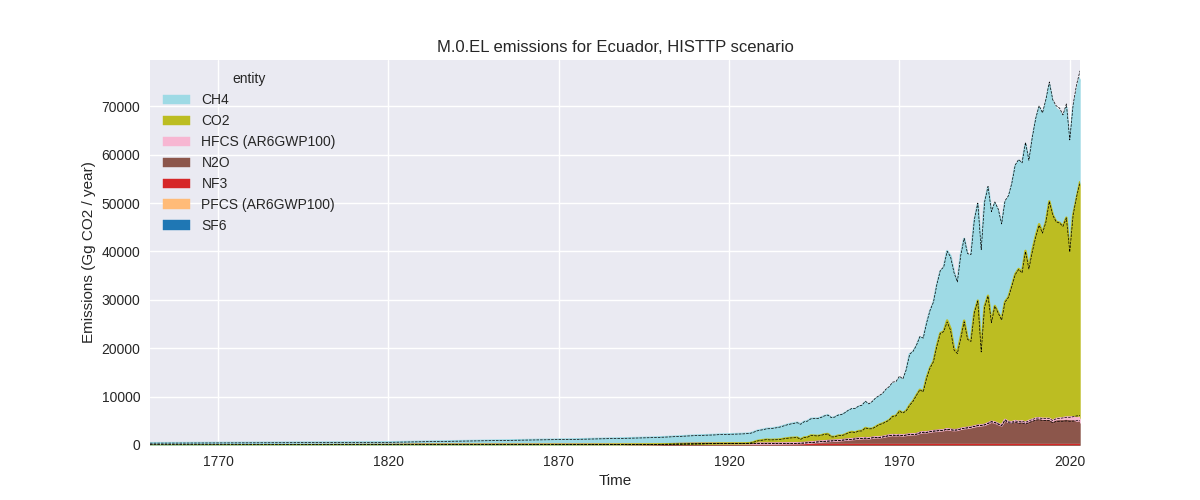 M.0.EL emissions for Ecuador, HISTTP scenario
entity
CH4
CO2
HFCS (AR6GWP100)
N2O
NF3
PFCS (AR6GWP100)
SF6
Emissions (Gg CO2 / year)
70000
60000
50000
40000
30000
20000
10000
0
1770
1820
1870
1920
1970
2020
Time